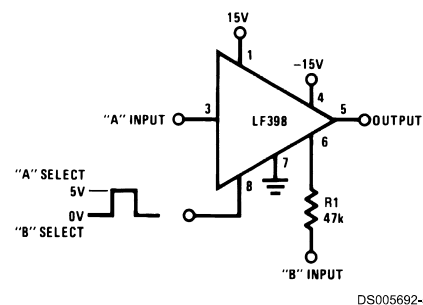 15V
1
-15V
4
"A" INPUT
3
LF398
5
OUTPUT
6
7
8
"A" SELECT
5V
0V
"B" SELECT
R1
47k
"B" INPUT
DS005692-